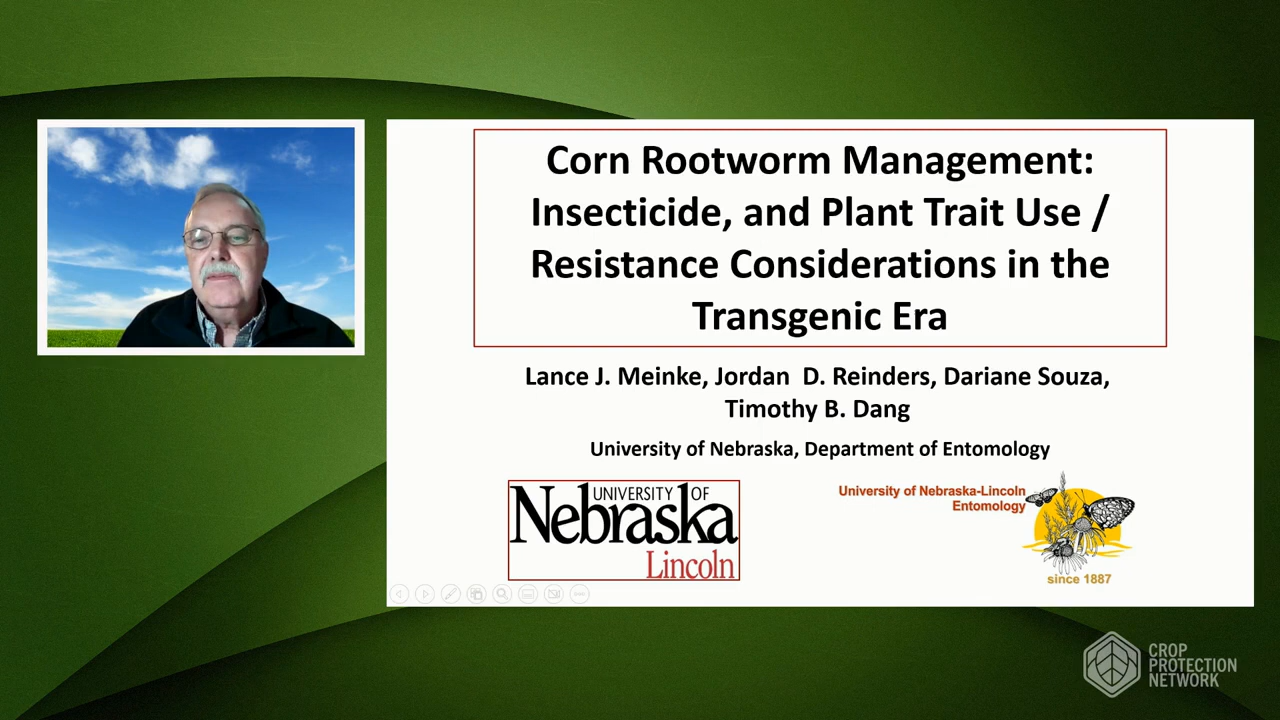 Corn Rootworm Management:
Insecticide, and Plant Trait Use /
Resistance Considerations in the
Transgenic Era
Lance J. Meinke, Jordan D. Reinders, Dariane Souza,
Timothy B. Dang
University of Nebraska, Department of Entomology
UNIVERSITY OF
Nebraska
Lincoln
University of Nebraska-Lincoln
Entomology
since 1887
CROP
PROTECTION
NETWORK